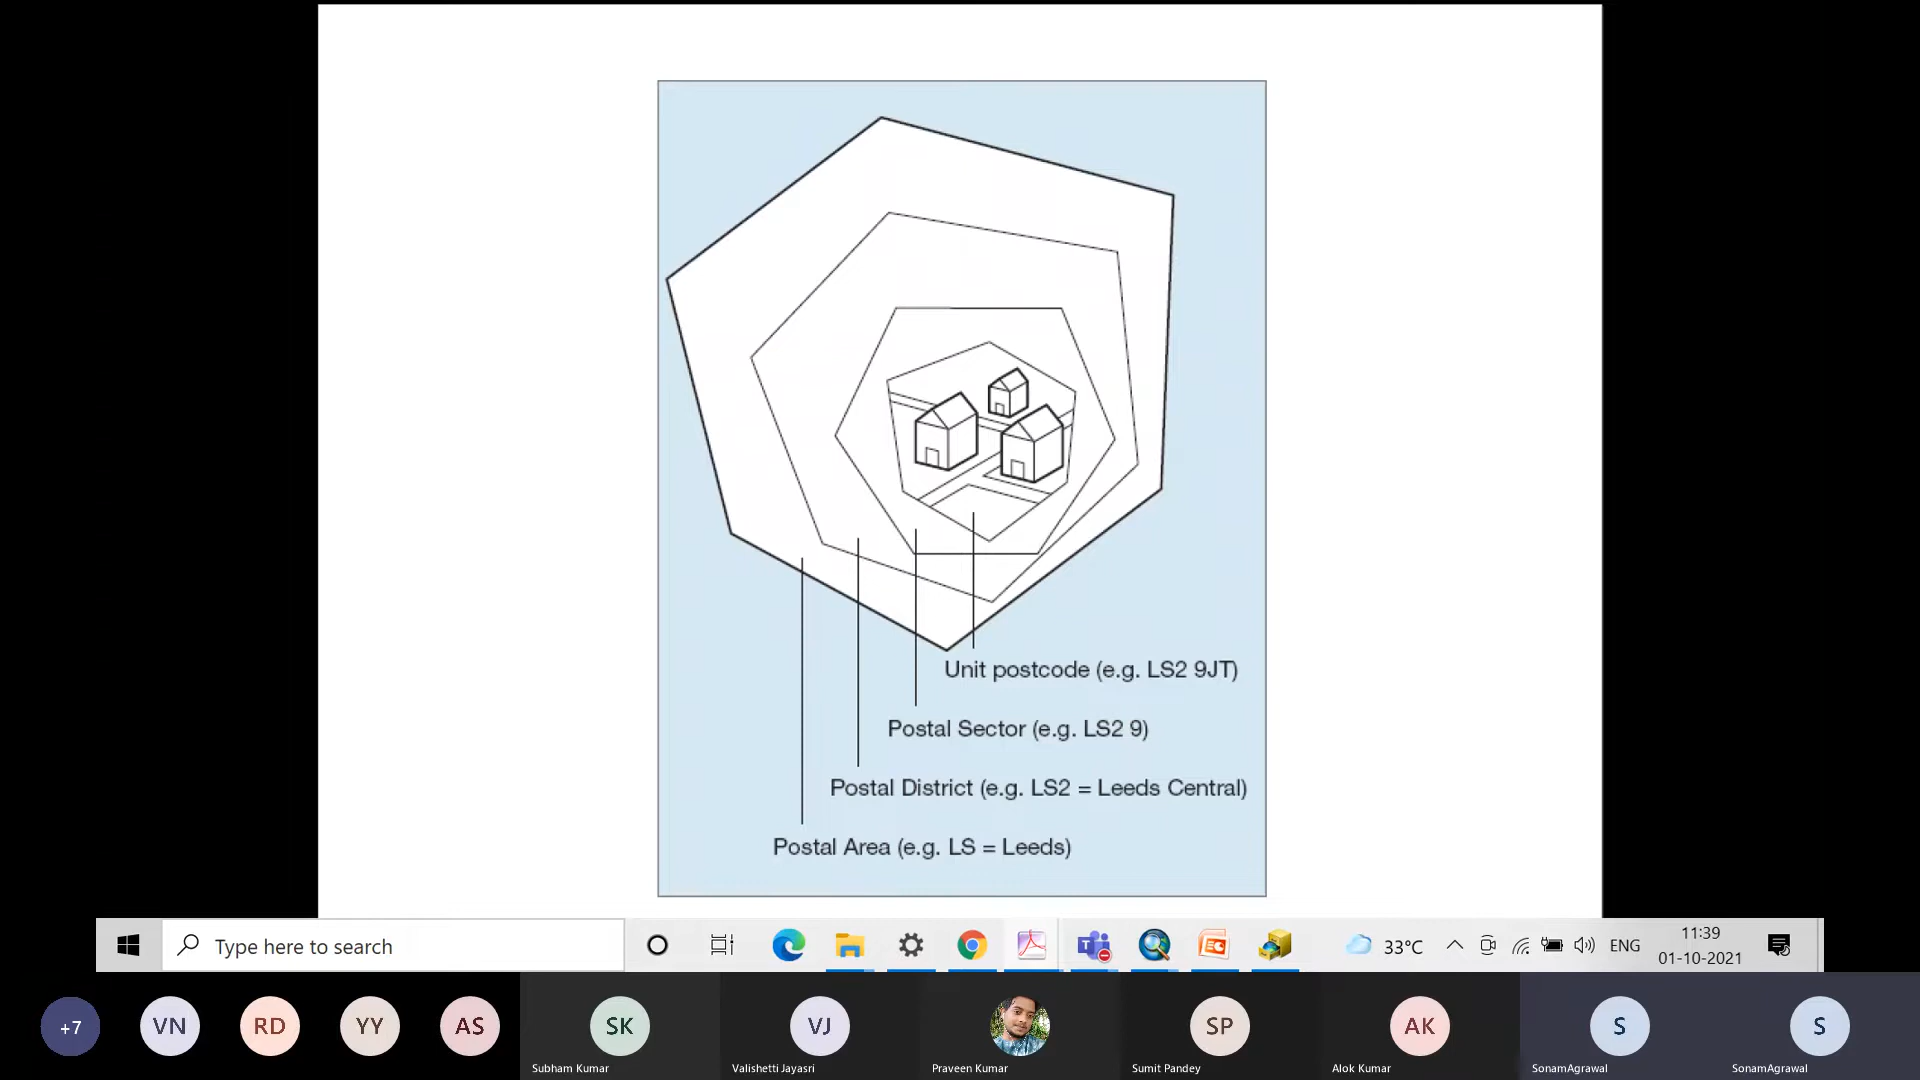 Unit postcode (e.g. LS2 9JT)
Postal Sector (e.g. LS2 9)
Postal District (e.g. LS2 = Leeds Central)
Postal Area (e.g. LS = Leeds)
Type here to search
33°C
ENG
11:39
01-10-2021
+7
VN
RD
YY
AS
SK
VJ
SP
AK
S
S
Subham Kumar
Valishetti Jayasri
Praveen Kumar
Sumit Pandey
Alok Kumar
SonamAgrawal
SonamAgrawal